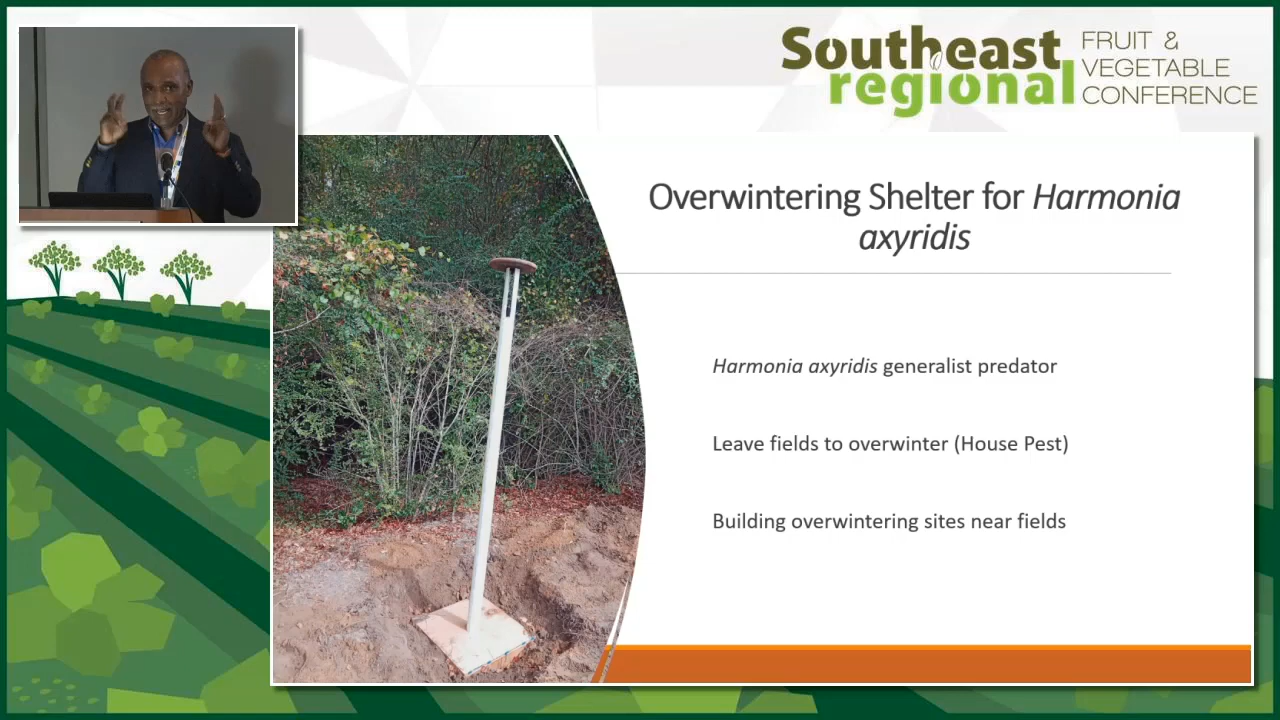 Southeast
regional
FRUIT &
VEGETABLE
CONFERENCE
Overwintering Shelter for Harmonia
axyridis
Harmonia axyridis generalist predator
Leave fields to overwinter (House Pest)
Building overwintering sites near fields